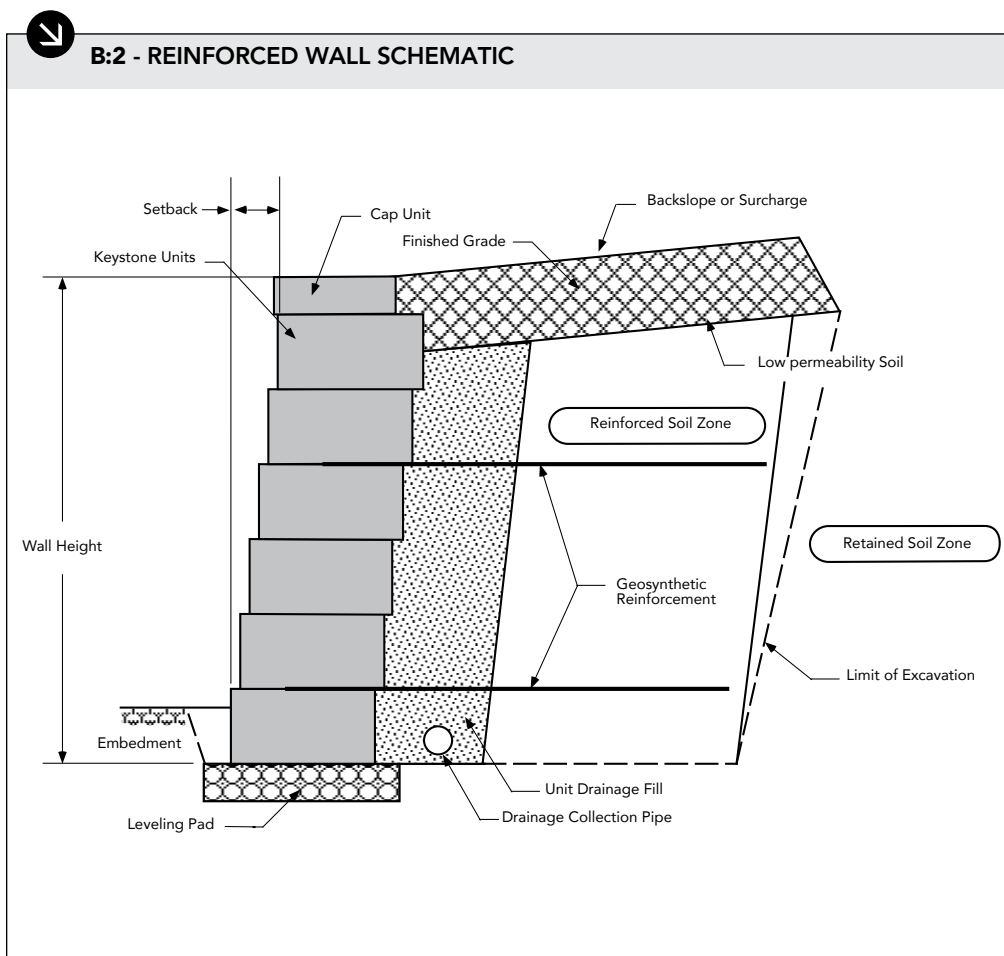 B:2 - REINFORCED WALL SCHEMATIC
Backslope or Surcharge
Setback
Cap Unit
Finished Grade
Keystone Units
Low permeability Soil
Reinforced Soil Zone
Wall Height
Retained Soil Zone
Geosynthetic
Reinforcement
Limit of Excavation
Embedment
Unit Drainage Fill
Drainage Collection Pipe
Leveling Pad